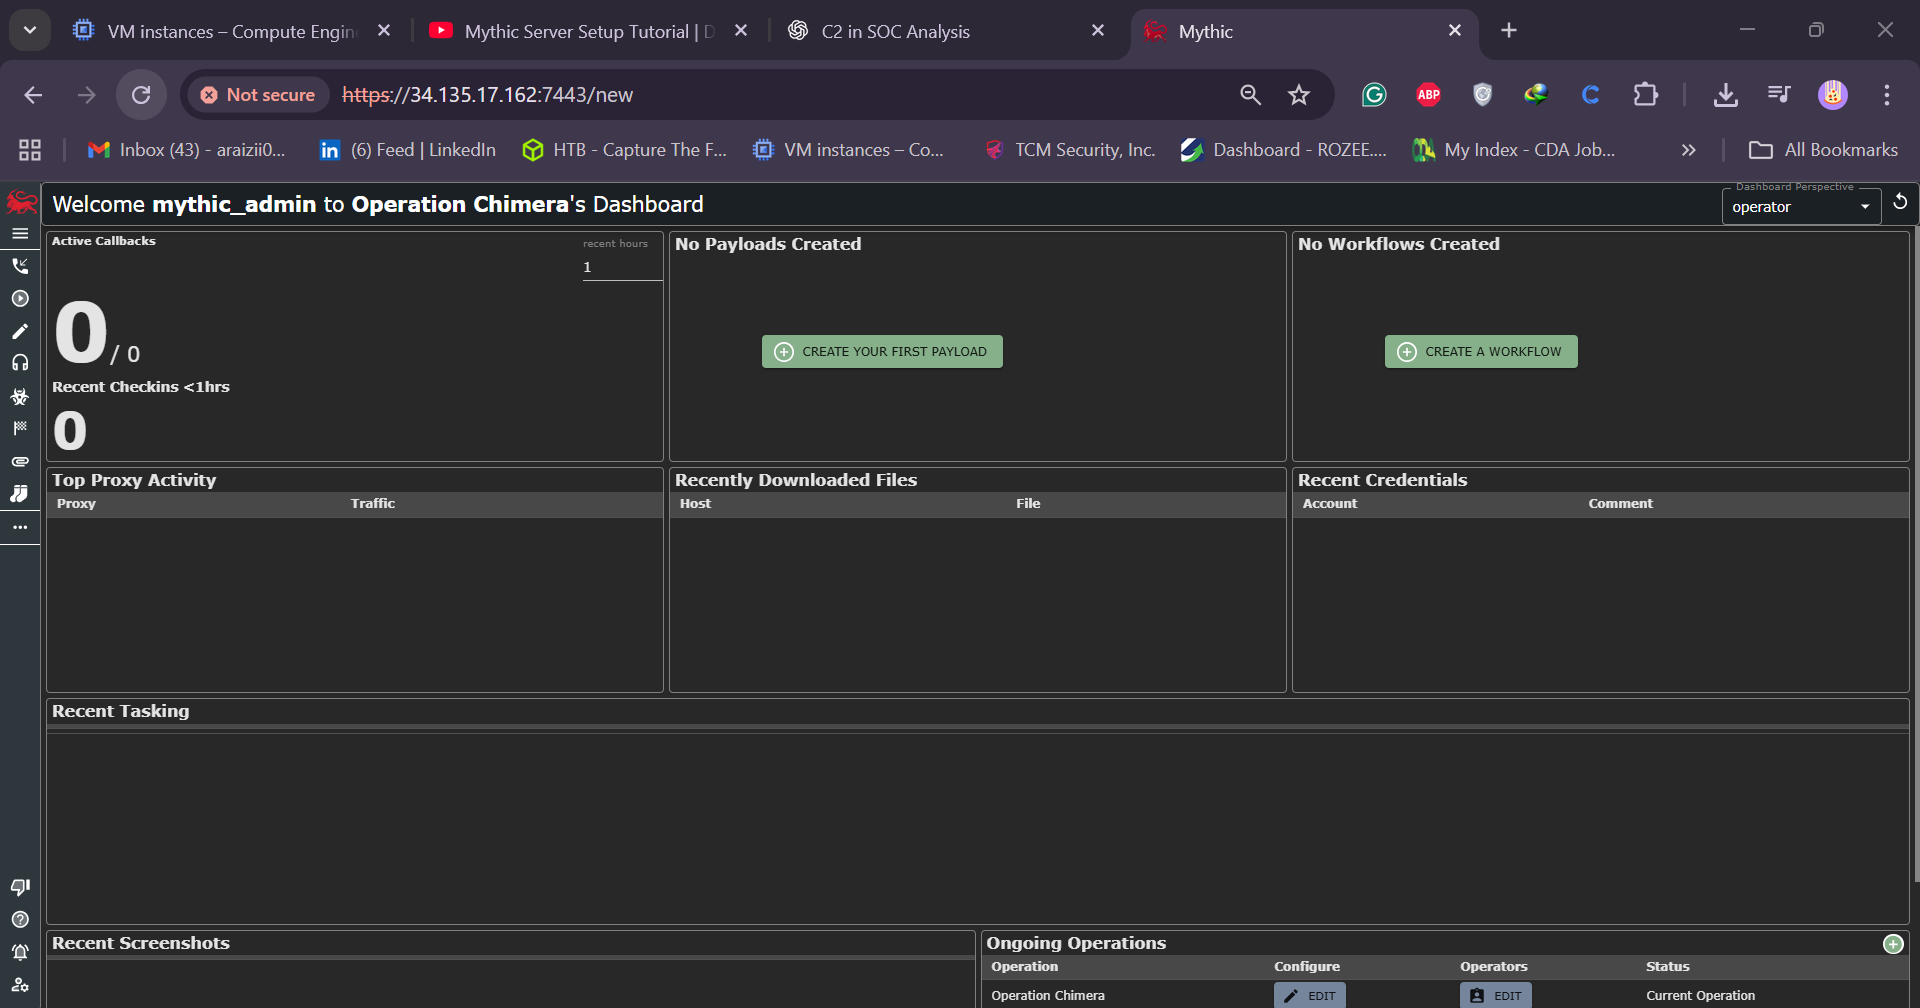 VM instances – Compute Engin
Mythic Server Setup Tutorial | D
C2 in SOC Analysis
Mythic
Not secure
https://34.135.17.162:7443/new
ABP
Inbox (43) - araizii0...
(6) Feed | LinkedIn
HTB - Capture The F...
VM instances – Co...
TCM Security, Inc.
Dashboard - ROZEE....
My Index - CDA Job...
All Bookmarks
Welcome mythic_admin to Operation Chimera's Dashboard
Dashboard Perspective
operator
Active Callbacks
recent hours
1
0 / 0
Recent Checkins <1hrs
0
No Payloads Created
CREATE YOUR FIRST PAYLOAD
No Workflows Created
CREATE A WORKFLOW
Top Proxy Activity
Proxy Traffic
Recently Downloaded Files
Host File
Recent Credentials
Account Comment
Recent Tasking
Recent Screenshots
Ongoing Operations
Operation Configure Operators Status
Operation Chimera EDIT EDIT Current Operation